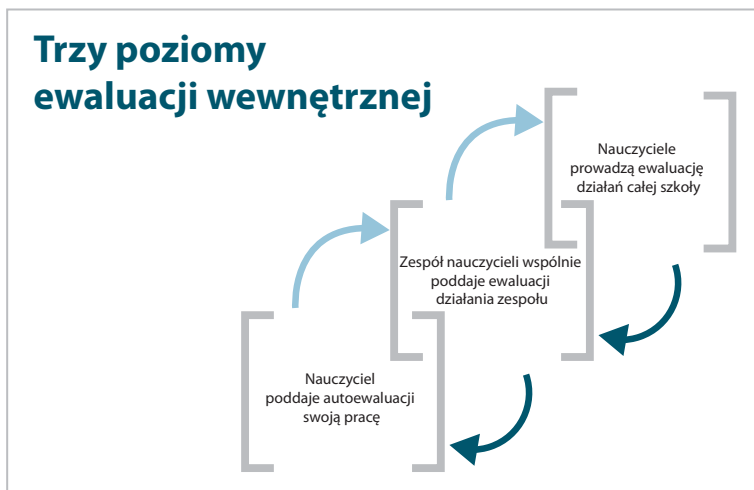 Trzy poziomy
ewaluacji wewnętrznej
Nauczyciele
prowadzą ewaluację
działań całej szkoły
Zespół nauczycieli wspólnie
poddaje ewaluacji
działania zespołu
Nauczyciel
poddaje autoewaluacji
swoją pracę